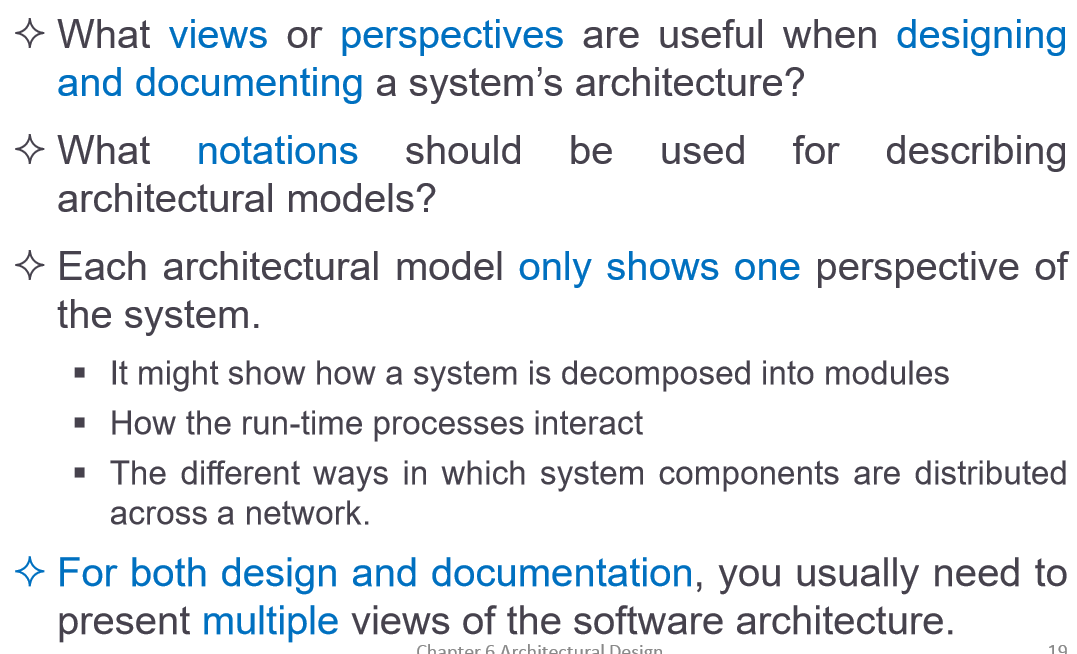 ✧ What views or perspectives are useful when designing
and documenting a system’s architecture?
✧ What notations should be used for describing
architectural models?
✧ Each architectural model only shows one perspective of
the system.
▪ It might show how a system is decomposed into modules
▪ How the run-time processes interact
▪ The different ways in which system components are distributed
across a network.
✧ For both design and documentation, you usually need to
present multiple views of the software architecture.
Chapter 6 Architectural Design 19